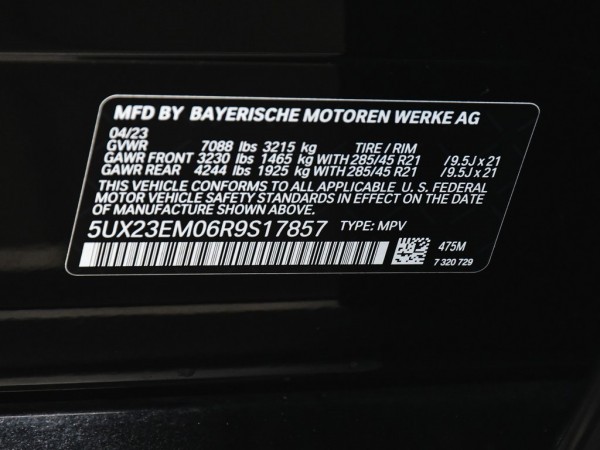 MFD BY BAYERISCHE MOTOREN WERKE AG
04/23
GVWR 7088 lbs 3215 kg TIRE / RIM
GAWR FRONT 3230 lbs 1465 kg WITH 285/45 R21 / 9.5J x 21
GAWR REAR 4244 lbs 1925 kg WITH 285/45 R21 / 9.5J x 21
THIS VEHICLE CONFORMS TO ALL APPLICABLE U. S. FEDERAL
MOTOR VEHICLE SAFETY STANDARDS IN EFFECT ON THE DATE
OF MANUFACTURE SHOWN ABOVE.
5UX23EM06R9S17857 TYPE: MPV
475M
7 320 729